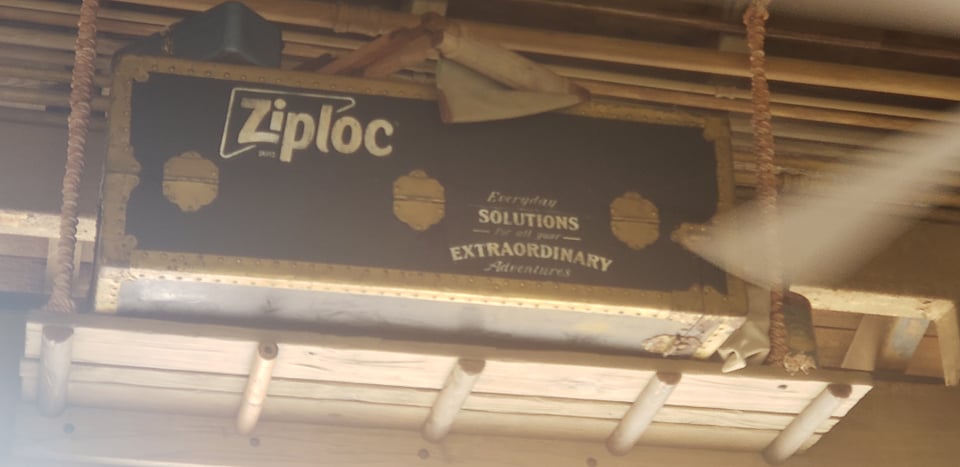 Ziploc
Everyday
SOLUTIONS
for all your
EXTRAORDINARY
Adventures